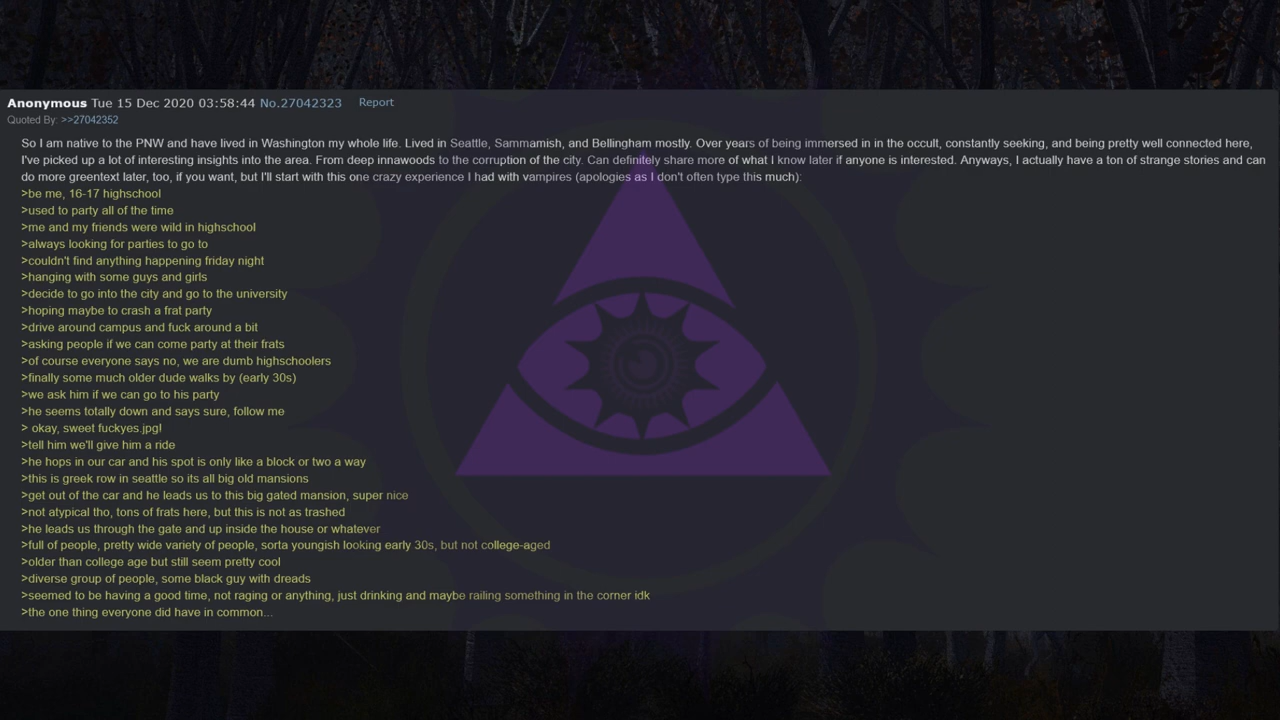 Anonymous Tue 15 Dec 2020 03:58:44 No.27042323 Report
Quoted By: >>27042352
So I am native to the PNW and have lived in Washington my whole life. Lived in Seattle, Sammamish, and Bellingham mostly. Over years of being immersed in in the occult, constantly seeking, and being pretty well connected here,
I've picked up a lot of interesting insights into the area. From deep innawoods to the corruption of the city. Can definitely share more of what I know later if anyone is interested. Anyways, I actually have a ton of strange stories and can
do more greentext later, too, if you want, but I'll start with this one crazy experience I had with vampires (apologies as I don't often type this much):
>be me, 16-17 highschool
>used to party all of the time
>me and my friends were wild in highschool
>always looking for parties to go to
>couldn't find anything happening friday night
>hanging with some guys and girls
>decide to go into the city and go to the university
>hoping maybe to crash a frat party
>drive around campus and fuck around a bit
>asking people if we can come party at their frats
>of course everyone says no, we are dumb highschoolers
>finally some much older dude walks by (early 30s)
>we ask him if we can go to his party
>he seems totally down and says sure, follow me
> okay, sweet fuckyes.jpg!
>tell him we'll give him a ride
>he hops in our car and his spot is only like a block or two a way
>this is greek row in seattle so its all big old mansions
>get out of the car and he leads us to this big gated mansion, super nice
>not atypical tho, tons of frats here, but this is not as trashed
>he leads us through the gate and up inside the house or whatever
>full of people, pretty wide variety of people, sorta youngish looking early 30s, but not college-aged
>older than college age but still seem pretty cool
>diverse group of people, some black guy with dreads
>seemed to be having a good time, not raging or anything, just drinking and maybe railing something in the corner idk
>the one thing everyone did have in common...